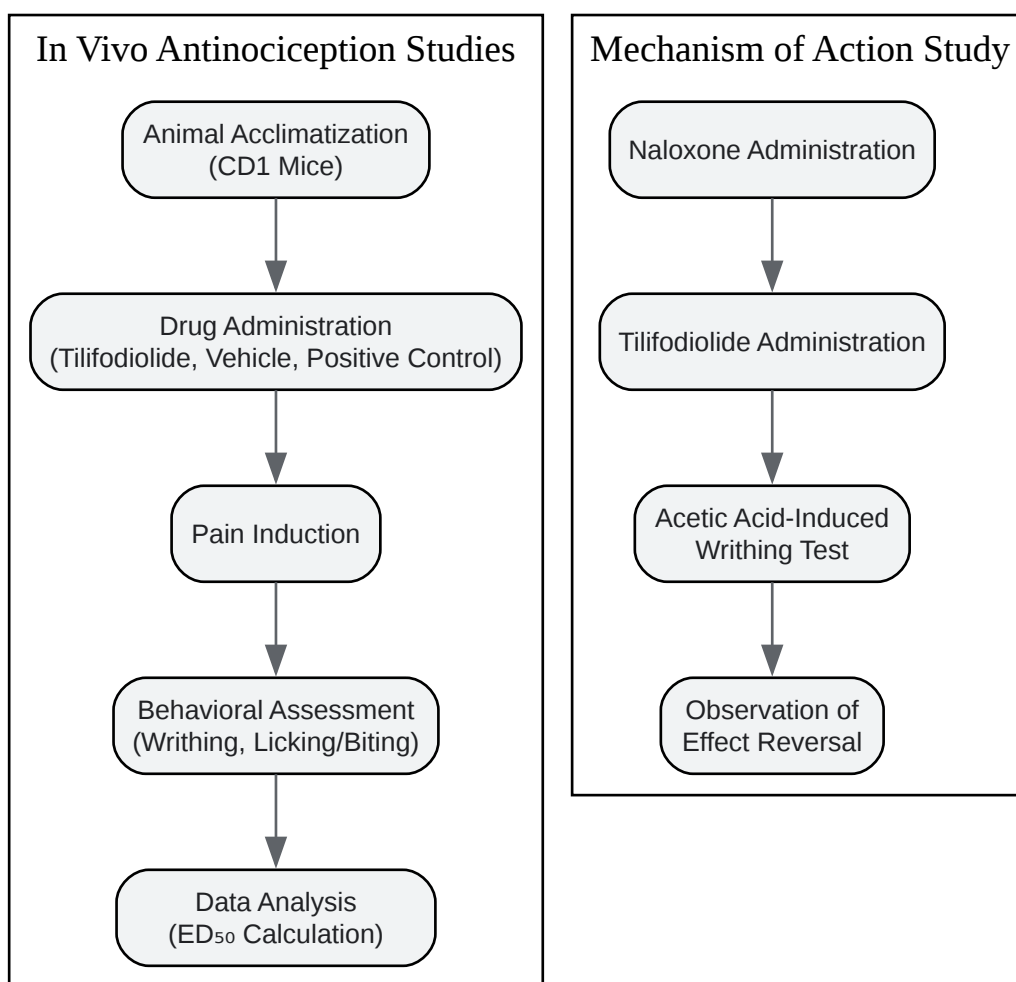 In Vivo Antinociception Studies
Animal Acclimatization
(CD1 Mice)
Drug Administration
(Tilifodiolide, Vehicle, Positive Control)
Pain Induction
Behavioral Assessment
(Writhing, Licking/Biting)
Data Analysis
(ED₅₀ Calculation)
Mechanism of Action Study
Naloxone Administration
Tilifodiolide Administration
Acetic Acid-Induced
Writhing Test
Observation of
Effect Reversal